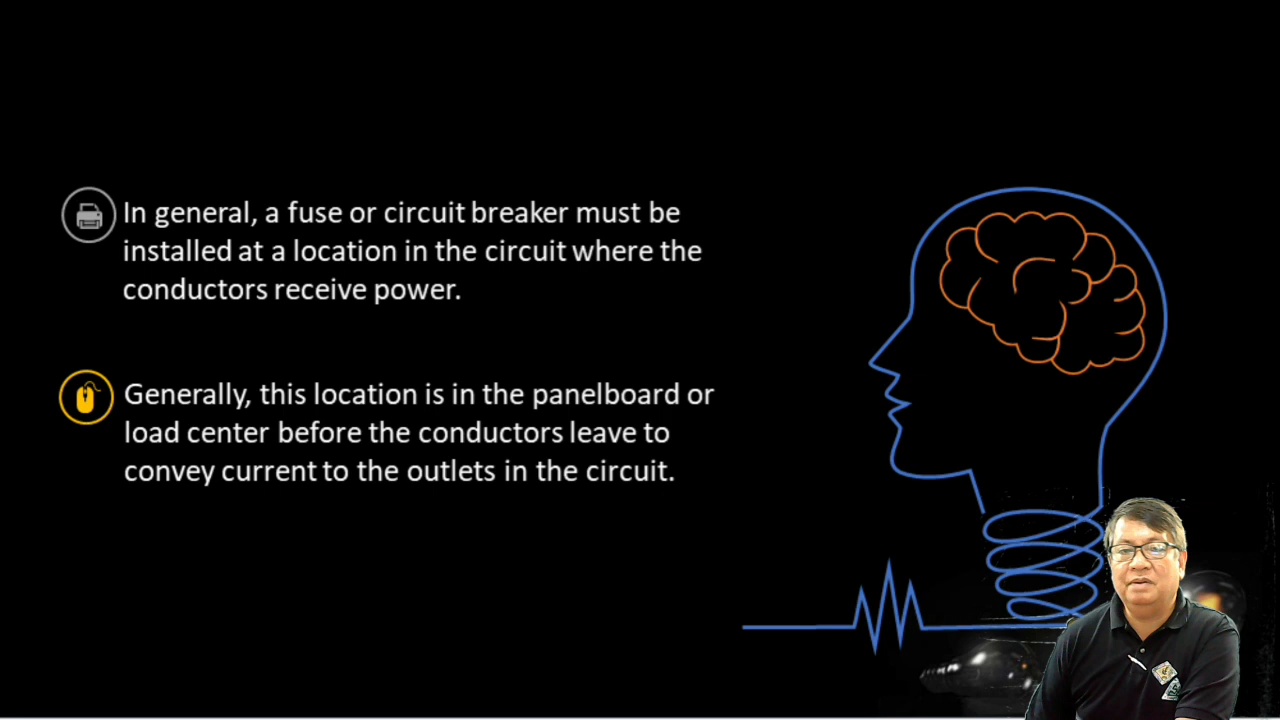 In general, a fuse or circuit breaker must be
installed at a location in the circuit where the
conductors receive power.
Generally, this location is in the panelboard or
load center before the conductors leave to
convey current to the outlets in the circuit.